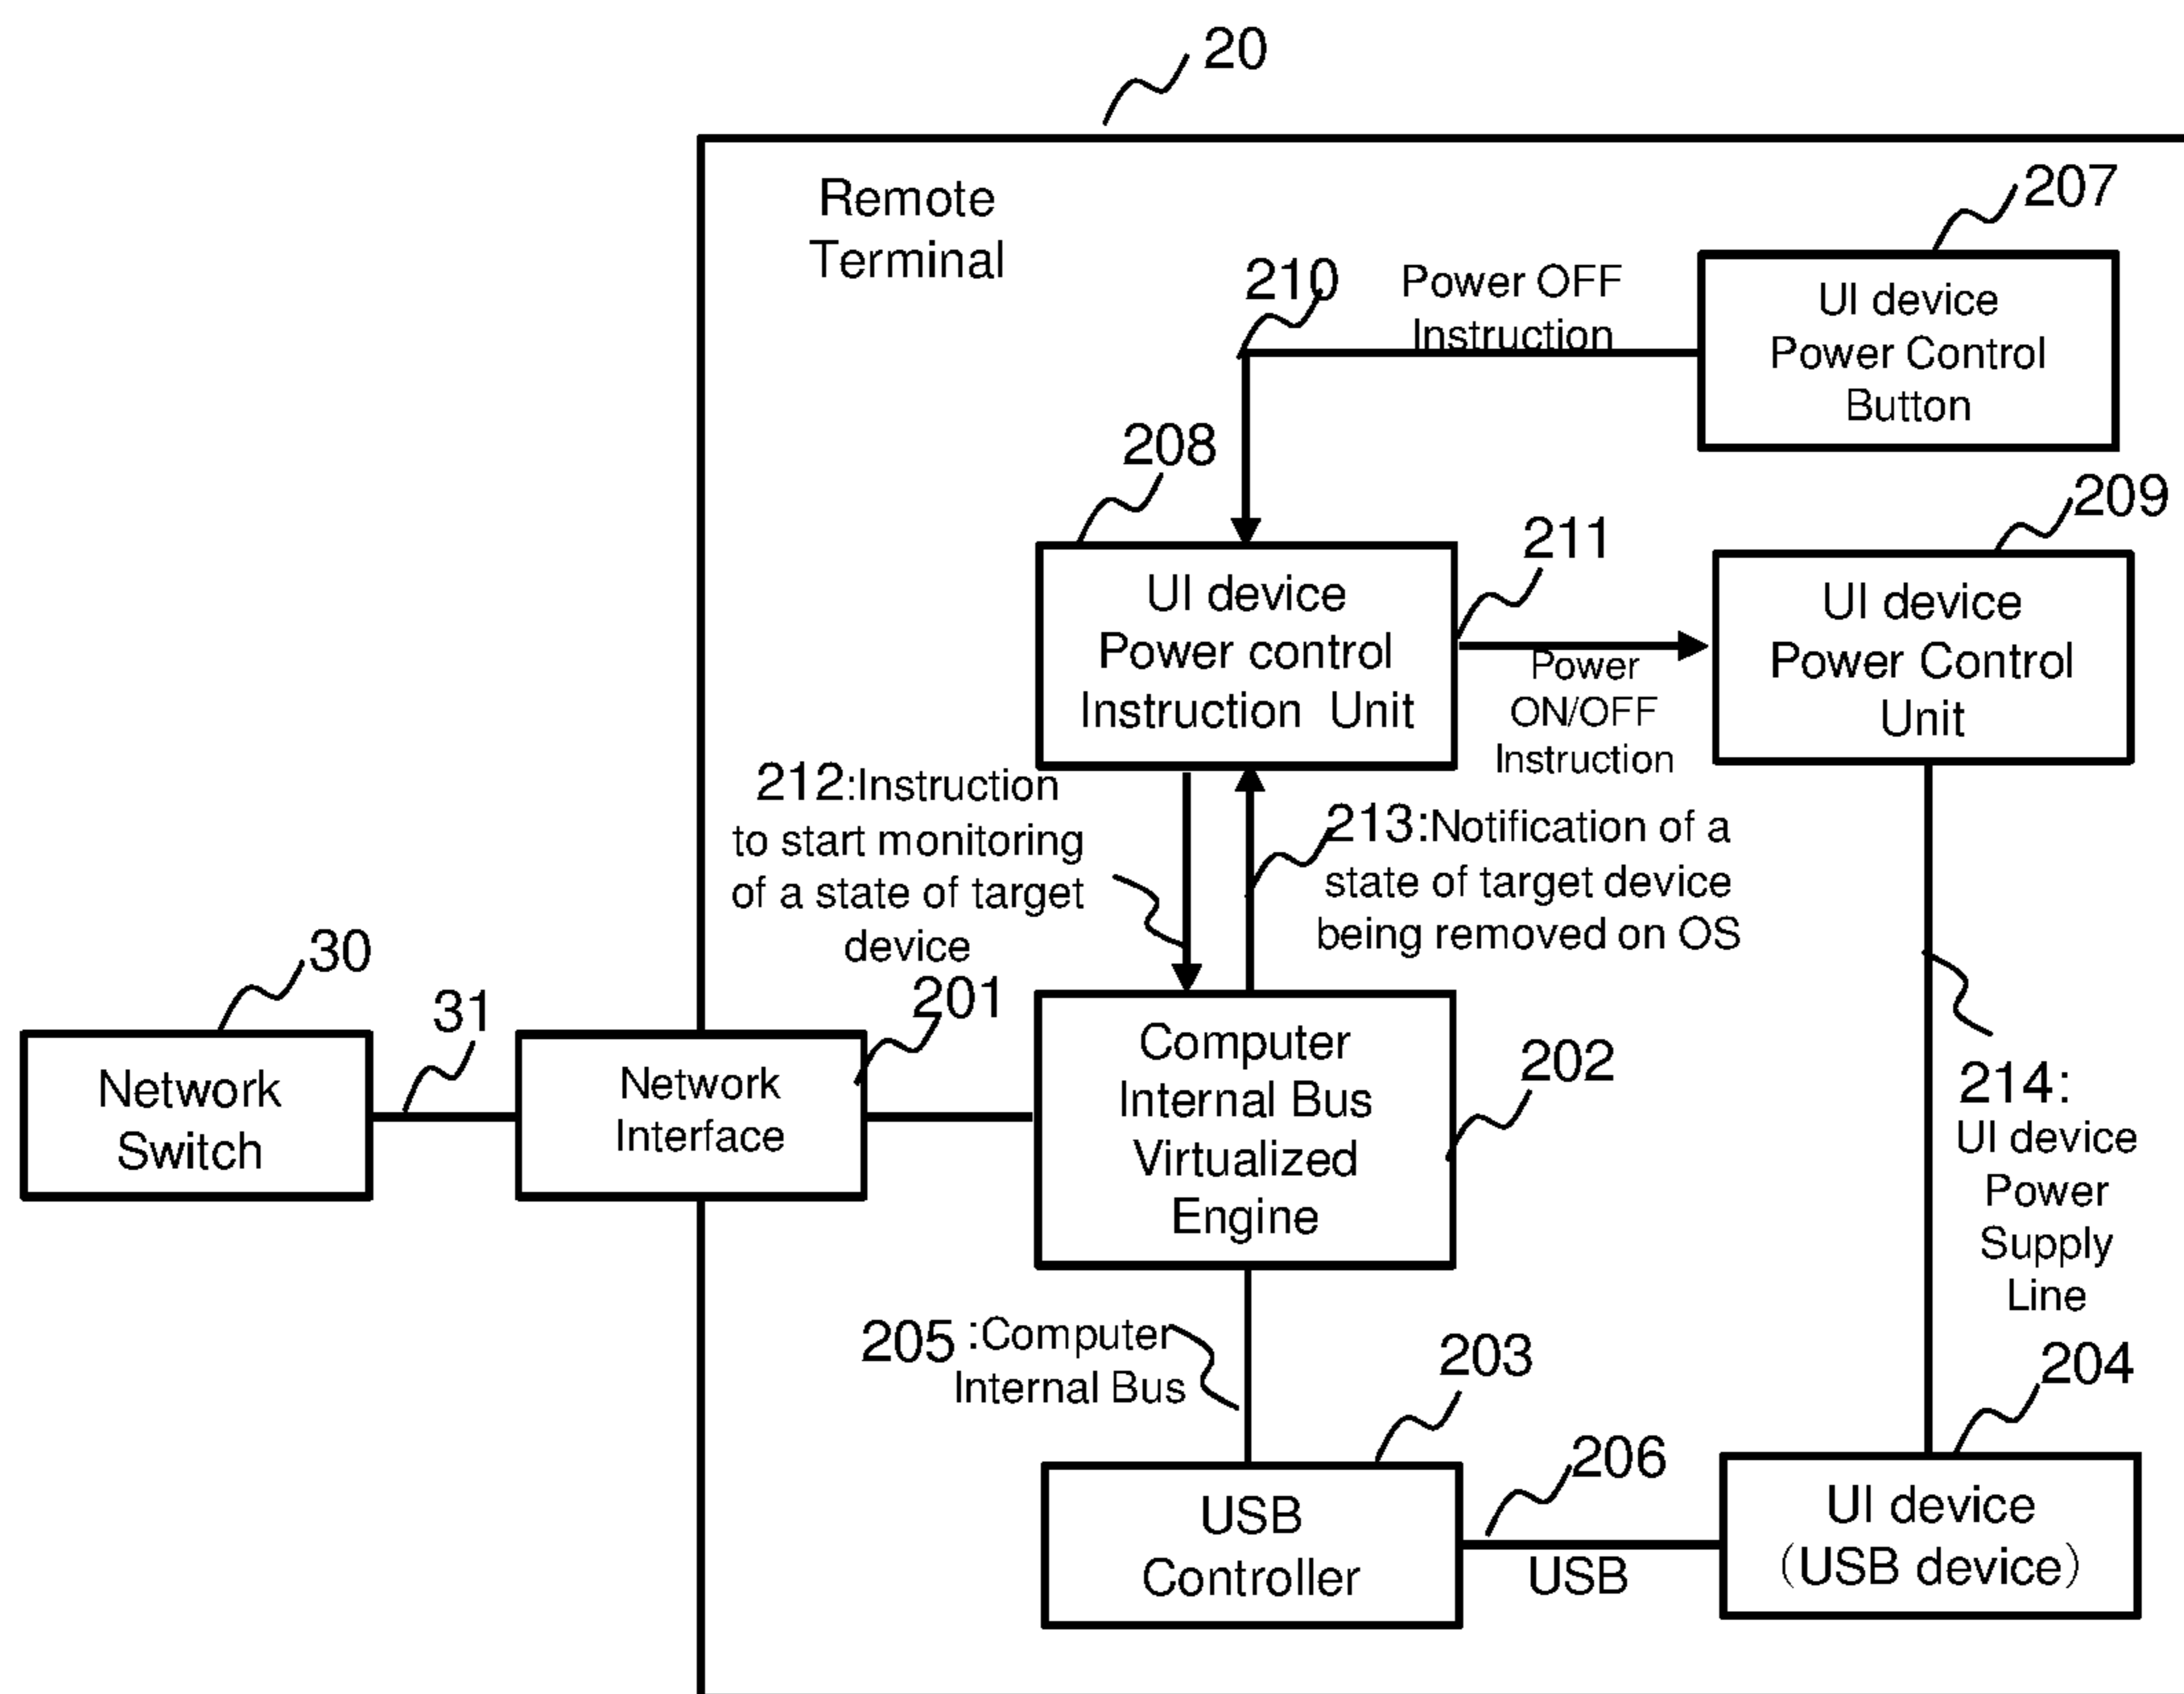 20
Remote
Terminal
207
UI device
Power Control
Button
210
Power OFF
Instruction
208
UI device
Power control
Instruction Unit
211
Power
ON/OFF
Instruction
209
UI device
Power Control
Unit
212:Instruction
to start monitoring
of a state of target
device
213:Notification of a
state of target device
being removed on OS
30
Network
Switch
31
201
Network
Interface
202
Computer
Internal Bus
Virtualized
Engine
214:
UI device
Power
Supply
Line
205 :Computer
Internal Bus
203
USB
Controller
206
USB
204
UI device
(USB device)